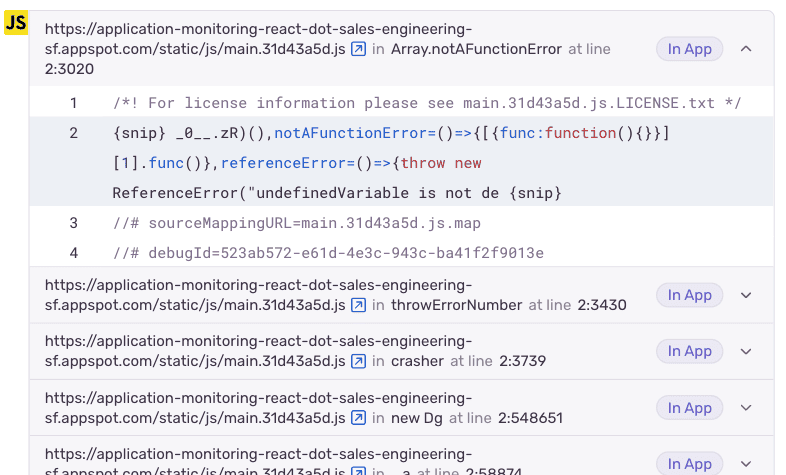 JS
https://application-monitoring-react-dot-sales-engineering-
sf.appspot.com/static/js/main.31d43a5d.js in Array.notAFunctionError at line
2:3020
In App
1 /*! For license information please see main.31d43a5d.js.LICENSE.txt */
2 {snip} _0__.zR)(),notAFunctionError=()=>{[{func:function(){}}]
[1].func()},referenceError=()=>{throw new
ReferenceError("undefinedVariable is not de {snip}
3 //# sourceMappingURL=main.31d43a5d.js.map
4 //# debugId=523ab572-e61d-4e3c-943c-ba41f2f9013e
https://application-monitoring-react-dot-sales-engineering-
sf.appspot.com/static/js/main.31d43a5d.js in throwErrorNumber at line 2:3430
In App
https://application-monitoring-react-dot-sales-engineering-
sf.appspot.com/static/js/main.31d43a5d.js in crasher at line 2:3739
In App
https://application-monitoring-react-dot-sales-engineering-
sf.appspot.com/static/js/main.31d43a5d.js in new Dg at line 2:548651
In App
https://application-monitoring-react-dot-sales-engineering-
sf.appspot.com/static/js/main.31d43a5d.js in _.a at line 2:58874
In App